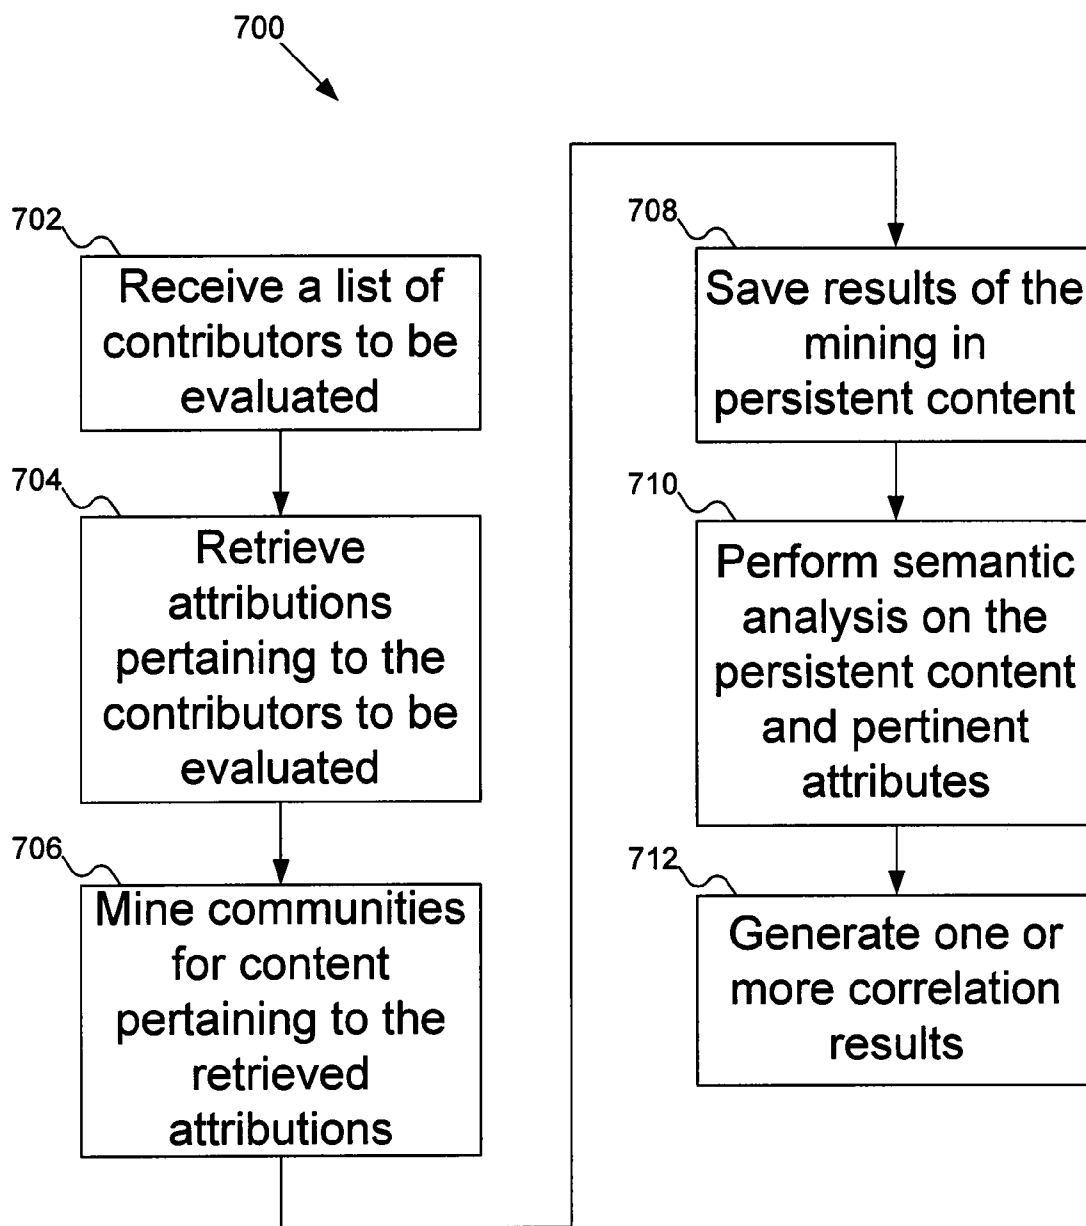 700
702
Receive a list of
contributors to be
evaluated
704
Retrieve
attributions
pertaining to the
contributors to be
evaluated
706
Mine communities
for content
pertaining to the
retrieved
attributions
708
Save results of the
mining in
persistent content
710
Perform semantic
analysis on the
persistent content
and pertinent
attributes
712
Generate one or
more correlation
results